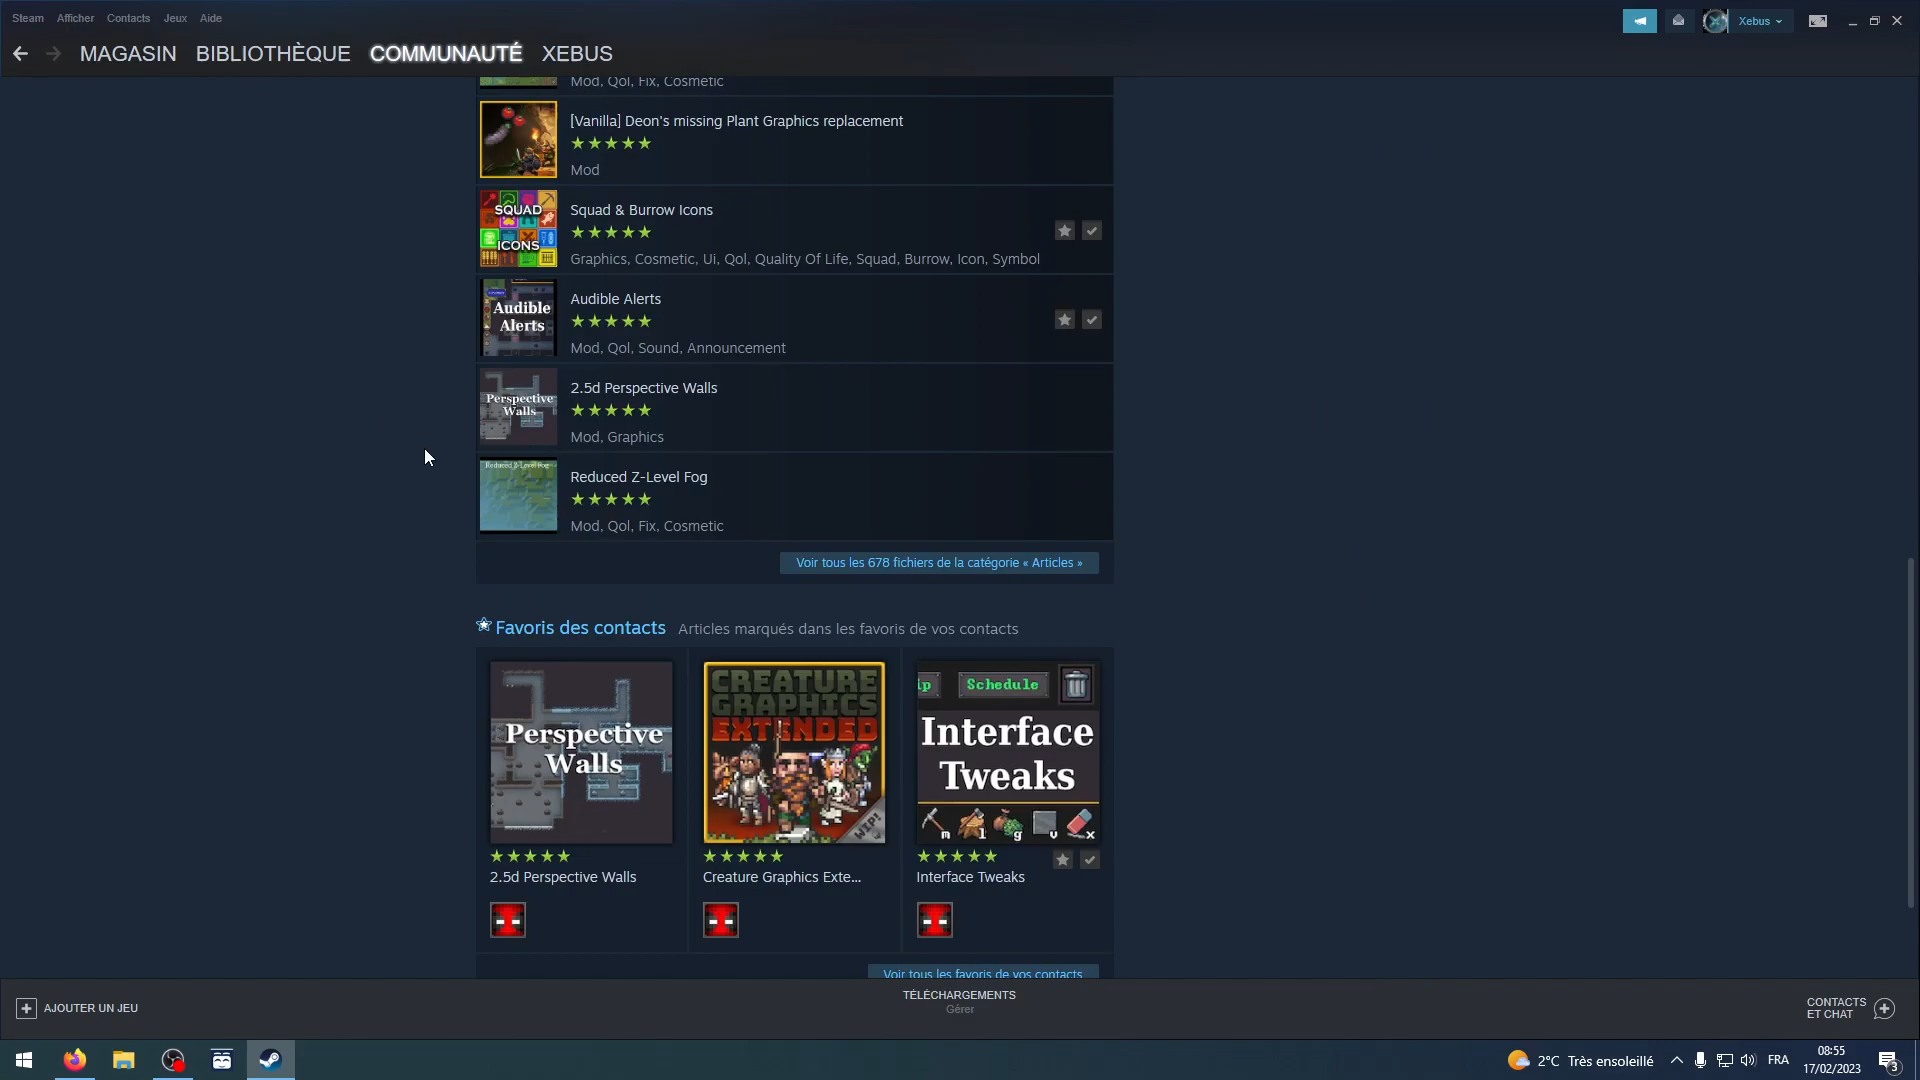 Steam Afficher Contacts Jeux Aide
Xebus
MAGASIN BIBLIOTHÈQUE COMMUNAUTÉ XEBUS
Mod, Qol, Fix, Cosmetic
[Vanilla] Deon's missing Plant Graphics replacement
Mod
SQUAD
ICONS
Squad & Burrow Icons
Graphics, Cosmetic, Ui, Qol, Quality Of Life, Squad, Burrow, Icon, Symbol
Audible
Alerts
Audible Alerts
Mod, Qol, Sound, Announcement
Perspective
Walls
2.5d Perspective Walls
Mod, Graphics
Reduced Z-Level Fog
Reduced Z-Level Fog
Mod, Qol, Fix, Cosmetic
Voir tous les 678 fichiers de la catégorie « Articles »
Favoris des contacts Articles marqués dans les favoris de vos contacts
Perspective
Walls
CREATURE
GRAPHICS
EXTENDED
WIP!
lp Schedule
Interface
Tweaks
m l g v x
2.5d Perspective Walls
Creature Graphics Exte...
Interface Tweaks
Voir tous les favoris de vos contacts
AJOUTER UN JEU
TÉLÉCHARGEMENTS
Gérer
CONTACTS
ET CHAT
2°C Très ensoleillé
FRA
08:55
17/02/2023
3